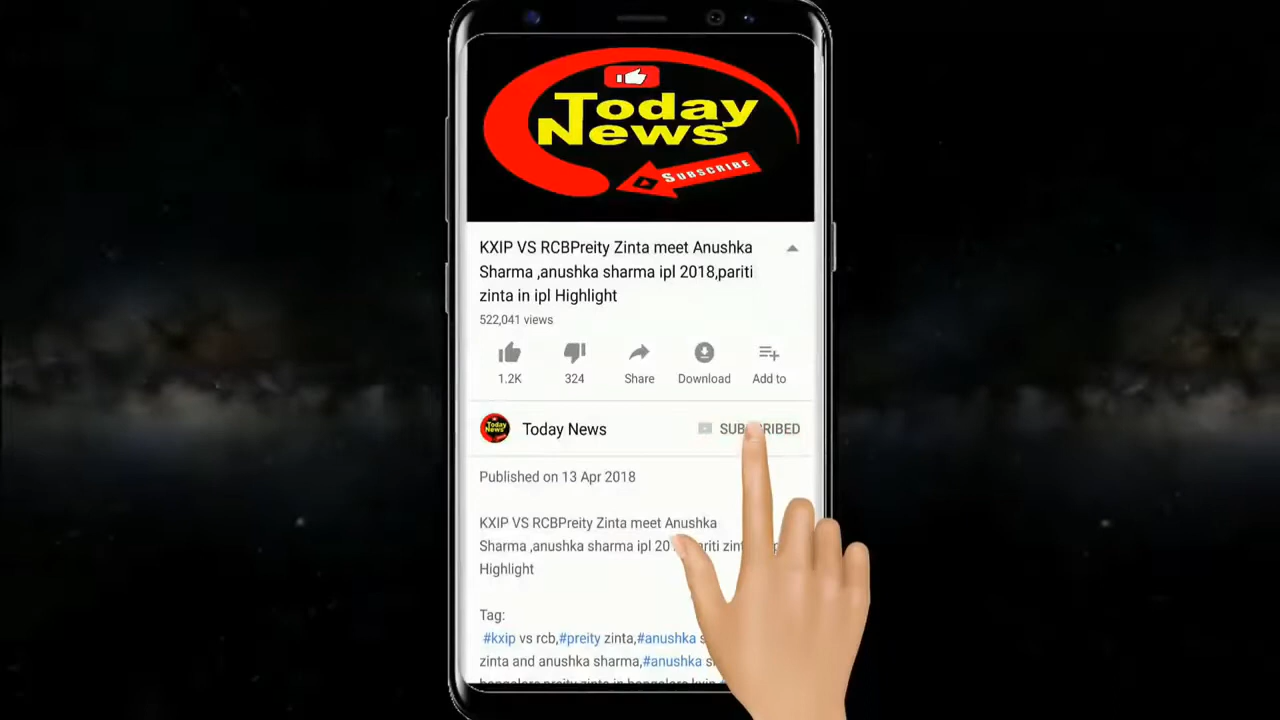 Today
News
SUBSCRIBE
KXIP VS RCBPreity Zinta meet Anushka
Sharma ,anushka sharma ipl 2018,pariti
zinta in ipl Highlight
522,041 views
1.2K 324 Share Download Add to
Today
News
Today News
Published on 13 Apr 2018
KXIP VS RCBPreity Zinta meet Anushka
Sharma ,anushka sharma ipl
Highlight
Tag:
#kxip vs rcb,#preity zinta,#anushka
zinta and anushka sharma,#anushka